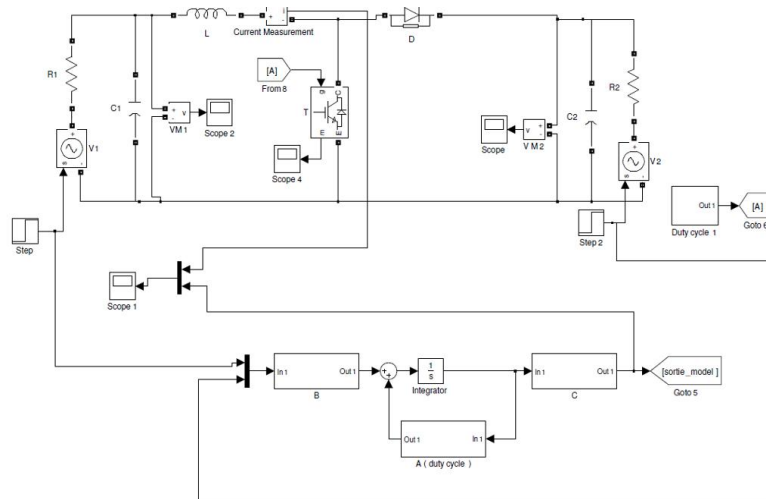 L
Current Measurement
D
R1
C1
[A]
From 8
VM 1
Scope 2
T
g
C
m
E
Scope 4
V1
s
Step
Scope
V M 2
C2
R2
V2
s
Step 2
Out 1
Duty cycle 1
[A]
Goto 6
Scope 1
In 1
Out 1
B
1
s
Integrator
In 1
Out 1
C
[sortie_model ]
Goto 5
Out 1
In 1
A ( duty cycle )